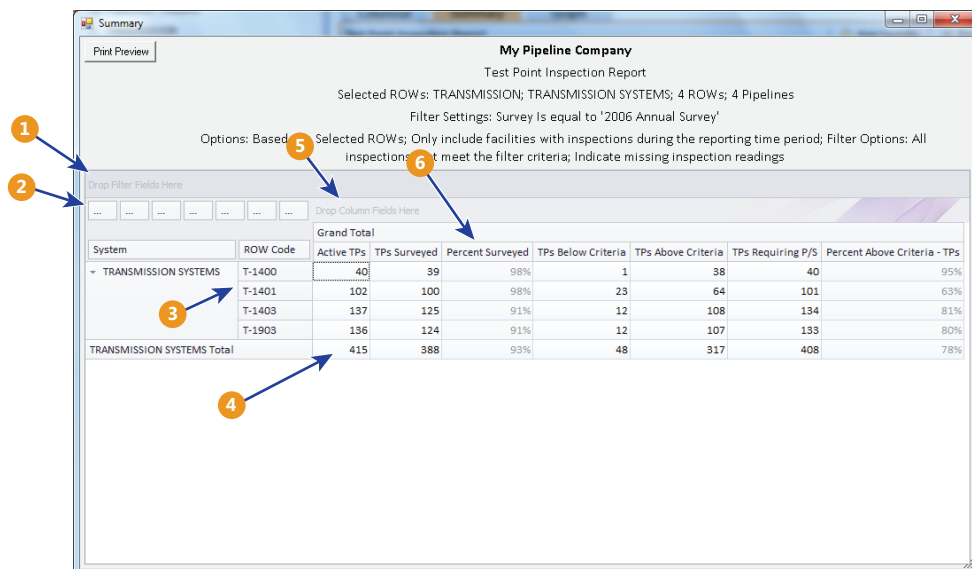 Summary
Print Preview
My Pipeline Company
Test Point Inspection Report
Selected ROWs: TRANSMISSION; TRANSMISSION SYSTEMS; 4 ROWs; 4 Pipelines
Filter Settings: Survey Is equal to '2006 Annual Survey'
Options: Based Selected ROWs; Only include facilities with inspections during the reporting time period; Filter Options: All
inspections meet the filter criteria; Indicate missing inspection readings
1
5
6
2
Drop Filter Fields Here
... ... ... ... ... ... ... Drop Column Fields Here
Grand Total
System ROW Code Active TPs TPs Surveyed Percent Surveyed TPs Below Criteria TPs Above Criteria TPs Requiring P/S Percent Above Criteria - TPs
TRANSMISSION SYSTEMS T-1400 40 39 98% 1 38 40 95%
T-1401 102 100 98% 23 64 101 63%
3
T-1403 137 125 91% 12 108 134 81%
T-1903 136 124 91% 12 107 133 80%
TRANSMISSION SYSTEMS Total 415 388 93% 48 317 408 78%
4